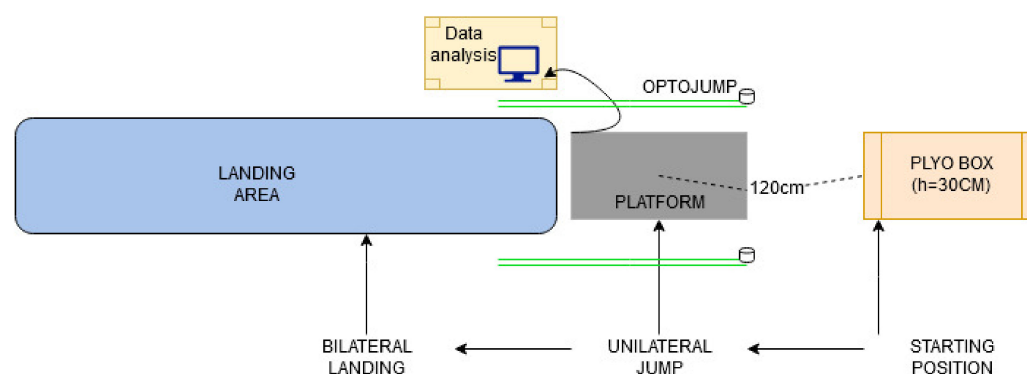 Data
analysis
OPTOJUMP
LANDING
AREA
PLATFORM
120cm
PLYO BOX
(h=30CM)
BILATERAL
LANDING
UNILATERAL
JUMP
STARTING
POSITION